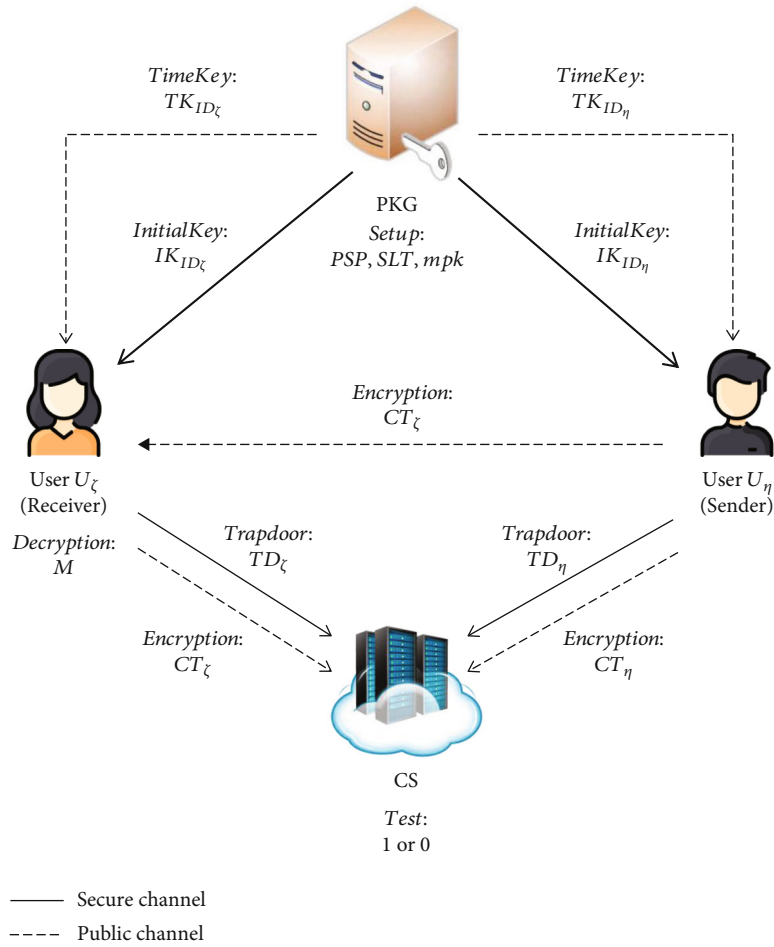 TimeKey:
TK_{ID_ζ}
TimeKey:
TK_{ID_η}
PKG
Setup:
PSP, SLT, mpk
InitialKey:
IK_{ID_ζ}
InitialKey:
IK_{ID_η}
Encryption:
CT_ζ
User U_ζ
(Receiver)
User U_η
(Sender)
Decryption:
M
Trapdoor:
TD_ζ
Trapdoor:
TD_η
Encryption:
CT_ζ
Encryption:
CT_η
CS
Test:
1 or 0
Secure channel
Public channel